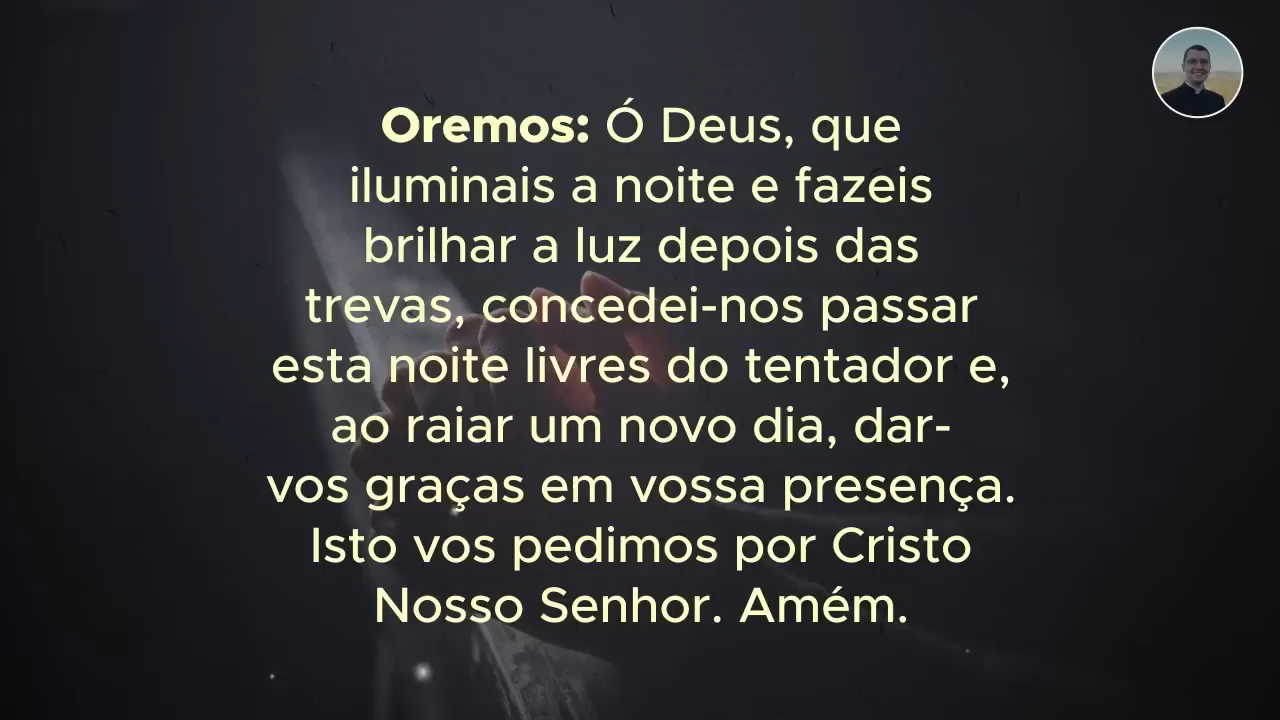 Oremos: Ó Deus, que
iluminais a noite e fazeis
brilhar a luz depois das
trevas, concedei-nos passar
esta noite livres do tentador e,
ao raiar um novo dia, dar-
vos graças em vossa presença.
Isto vos pedimos por Cristo
Nosso Senhor. Amém.